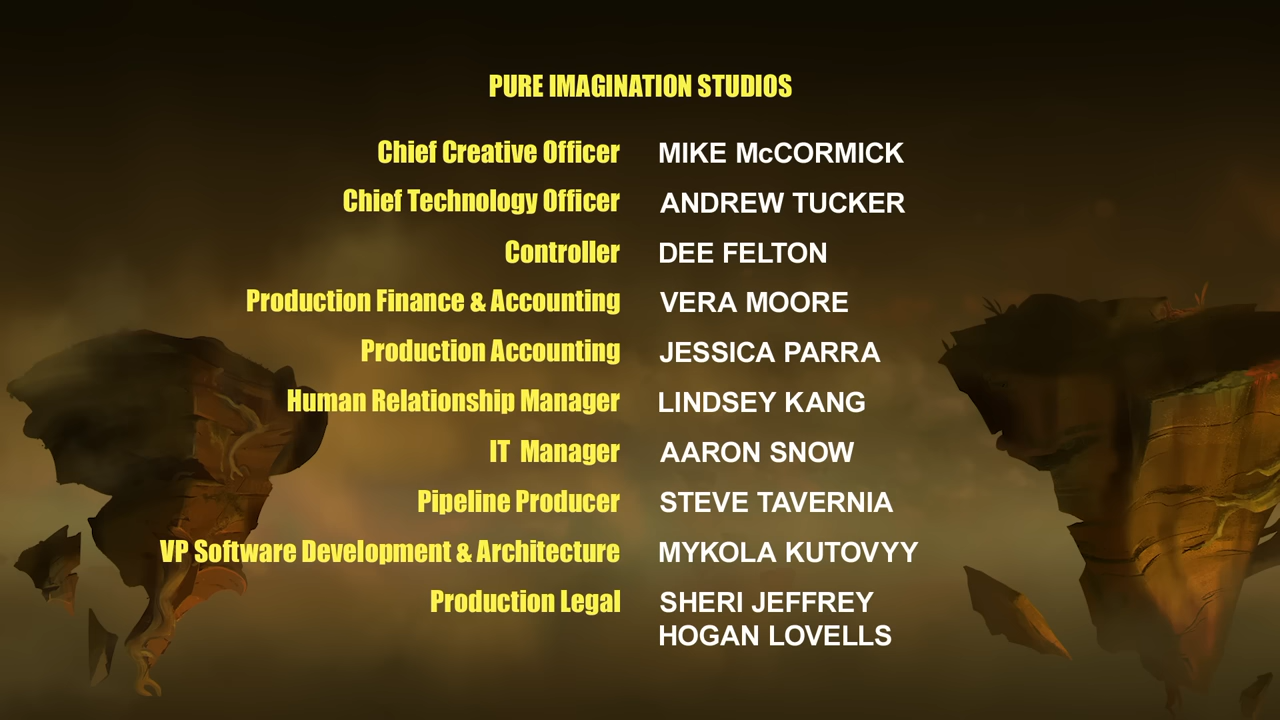 PURE IMAGINATION STUDIOS
Chief Creative Officer MIKE McCORMICK
Chief Technology Officer ANDREW TUCKER
Controller DEE FELTON
Production Finance & Accounting VERA MOORE
Production Accounting JESSICA PARRA
Human Relationship Manager LINDSEY KANG
IT Manager AARON SNOW
Pipeline Producer STEVE TAVERNIA
VP Software Development & Architecture MYKOLA KUTOVYY
Production Legal SHERI JEFFREY
HOGAN LOVELLS